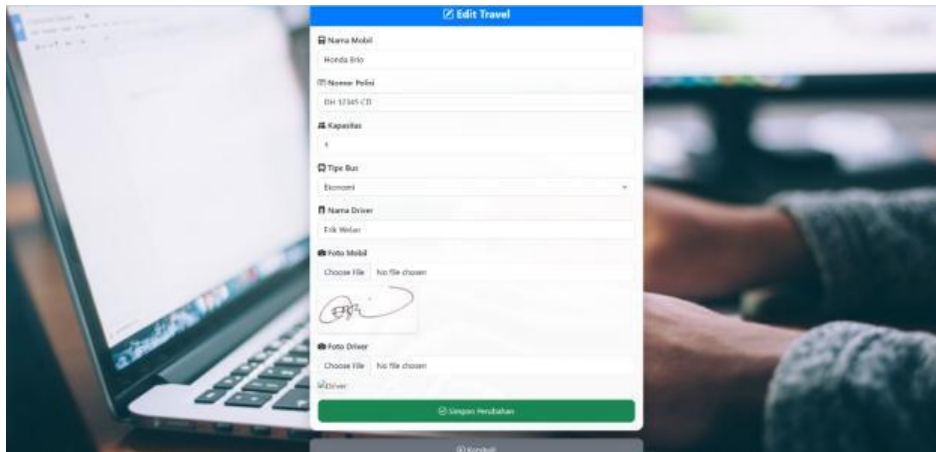 Edit Travel
Nama Mobil
Honda Brio
Nomor Polisi
DH 12345 CD
Kapasitas
Tipe Bus
Ekonomi
Nama Driver
Erik Weber
Foto Mobil
Choose File No file chosen
Foto Driver
Choose File No file chosen
Driver
Simpan Perubahan
Kembali